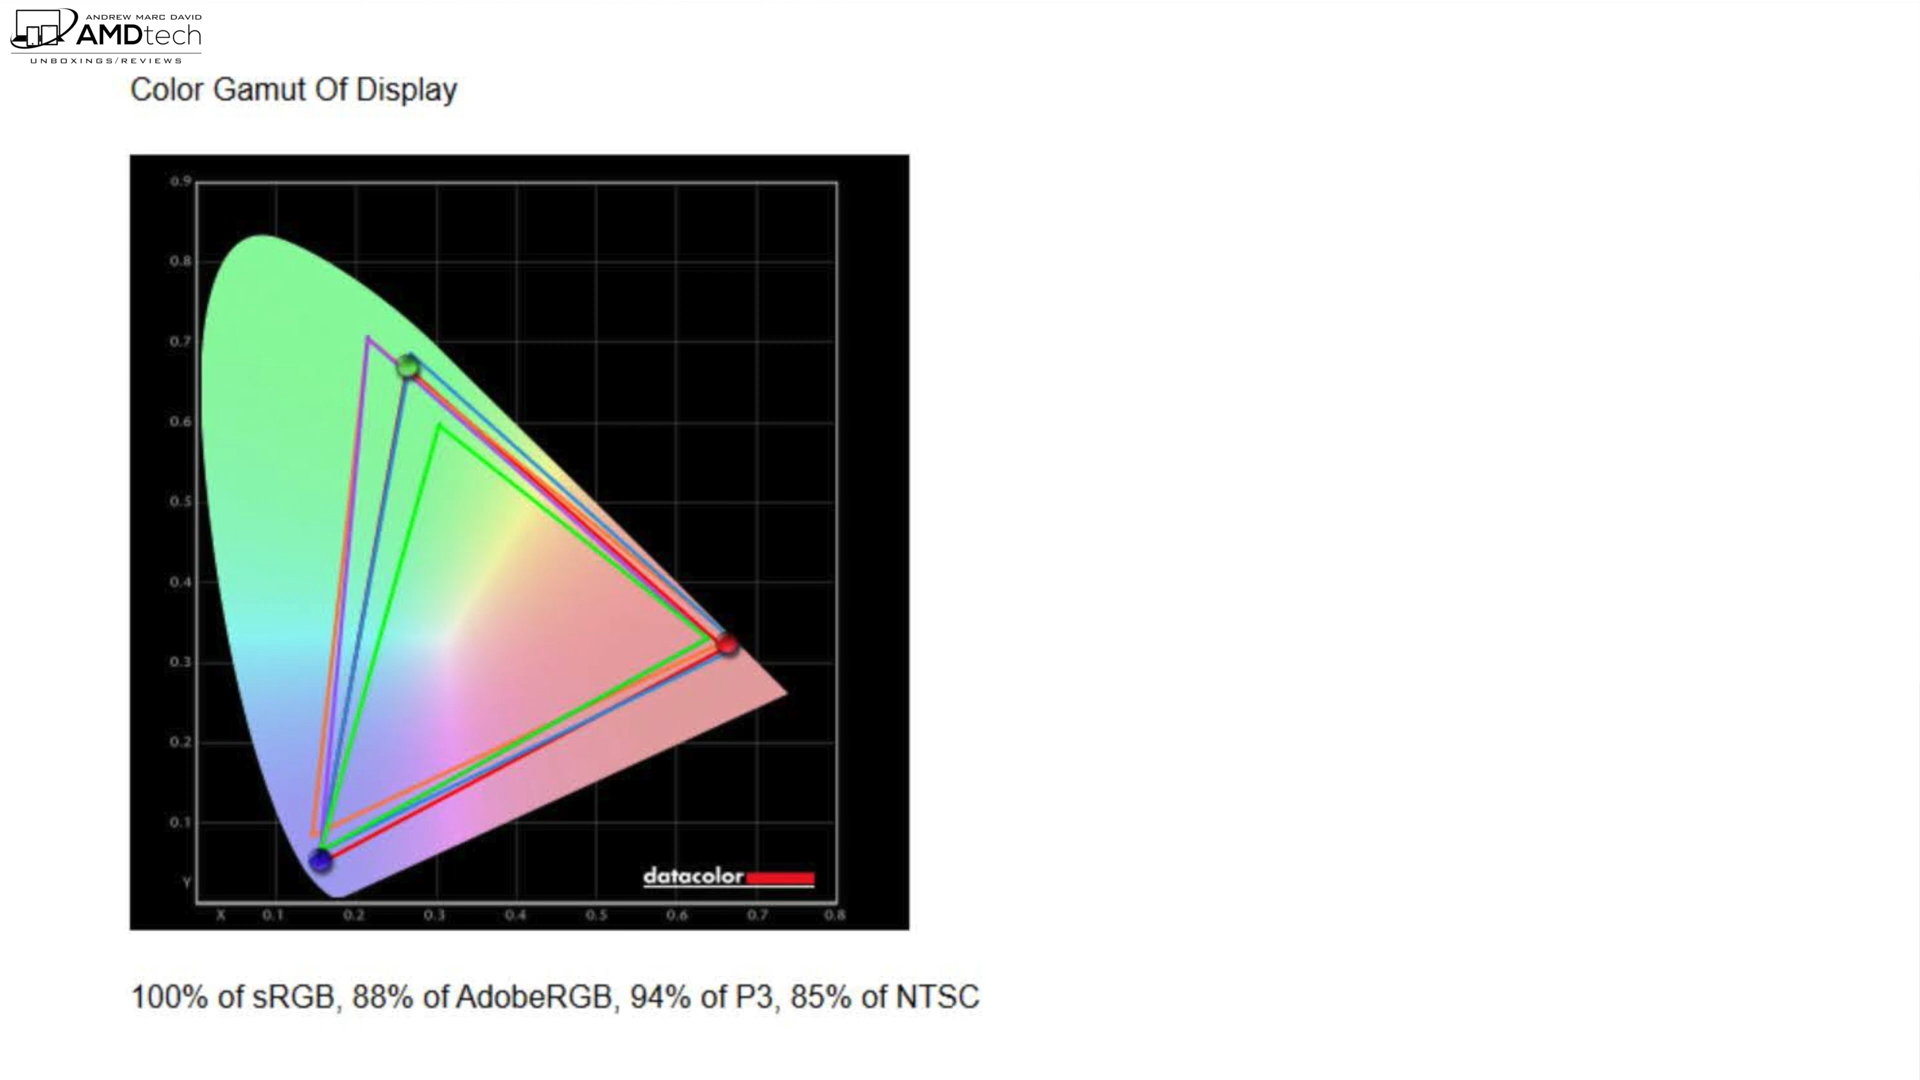 ANDREW MARC DAVID
AMDtech
UNBOXINGS/REVIEWS
Color Gamut Of Display
0.9
0.8
0.7
0.6
0.5
0.4
0.3
0.2
0.1
Y
datacolor
X 0.1 0.2 0.3 0.4 0.5 0.6 0.7 0.8
100% of sRGB, 88% of AdobeRGB, 94% of P3, 85% of NTSC